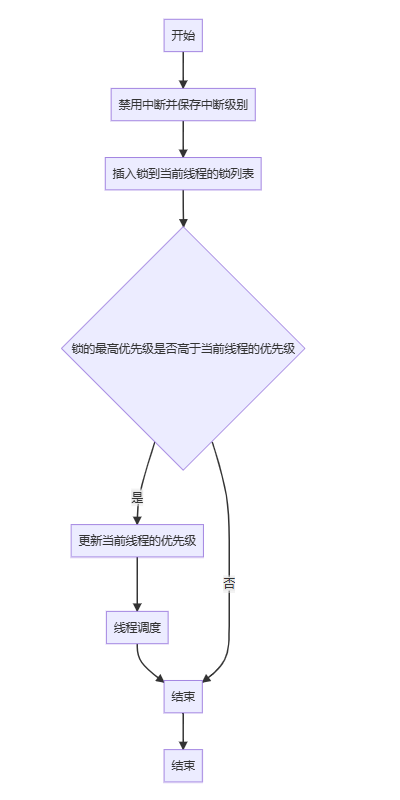 开始
禁用中断并保存中断级别
插入锁到当前线程的锁列表
锁的最高优先级是否高于当前线程的优先级
是
更新当前线程的优先级
否
线程调度
结束
结束